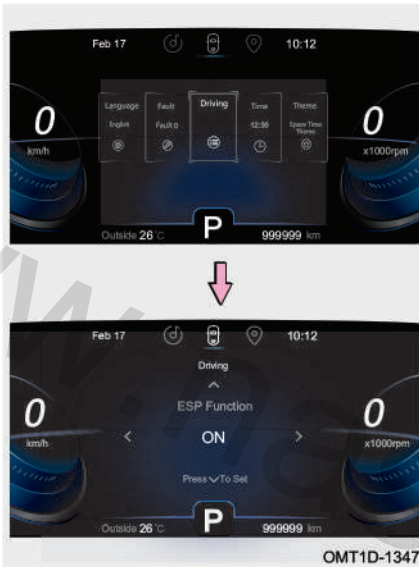 Feb 17 10:12
Language Fault Driving Time Theme
English Fault 0 12:30 Space Time
Theme
0 0
km/h x1000rpm
Outside 26°C P 999999 km
Feb 17 10:12
Driving
ESP Function
0 ON 0
km/h x1000rpm
Press To Set
Outside 26°C P 999999 km
OMT1D-1347